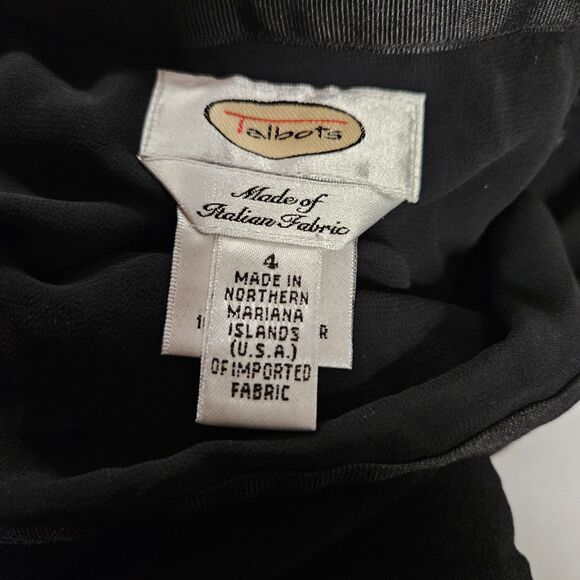 Talbots
Made of
Italian Fabric
4
MADE IN
NORTHERN
MARIANA
ISLANDS
(U.S.A.)
OF IMPORTED
FABRIC
R